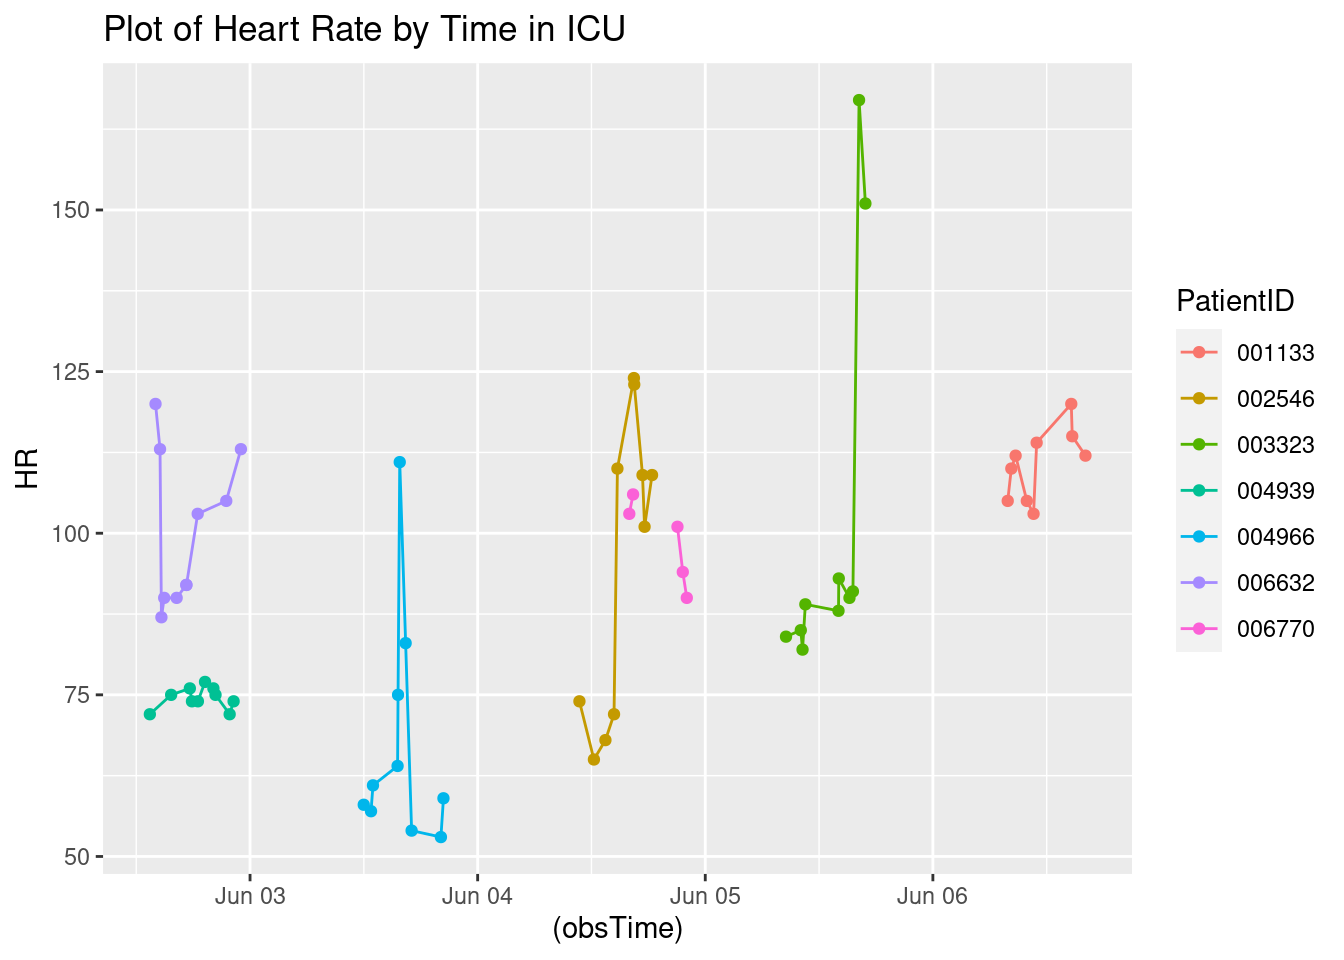 Plot of Heart Rate by Time in ICU
HR
150
125
100
75
50
Jun 03 Jun 04 Jun 05 Jun 06
(obsTime)
PatientID
001133
002546
003323
004939
004966
006632
006770